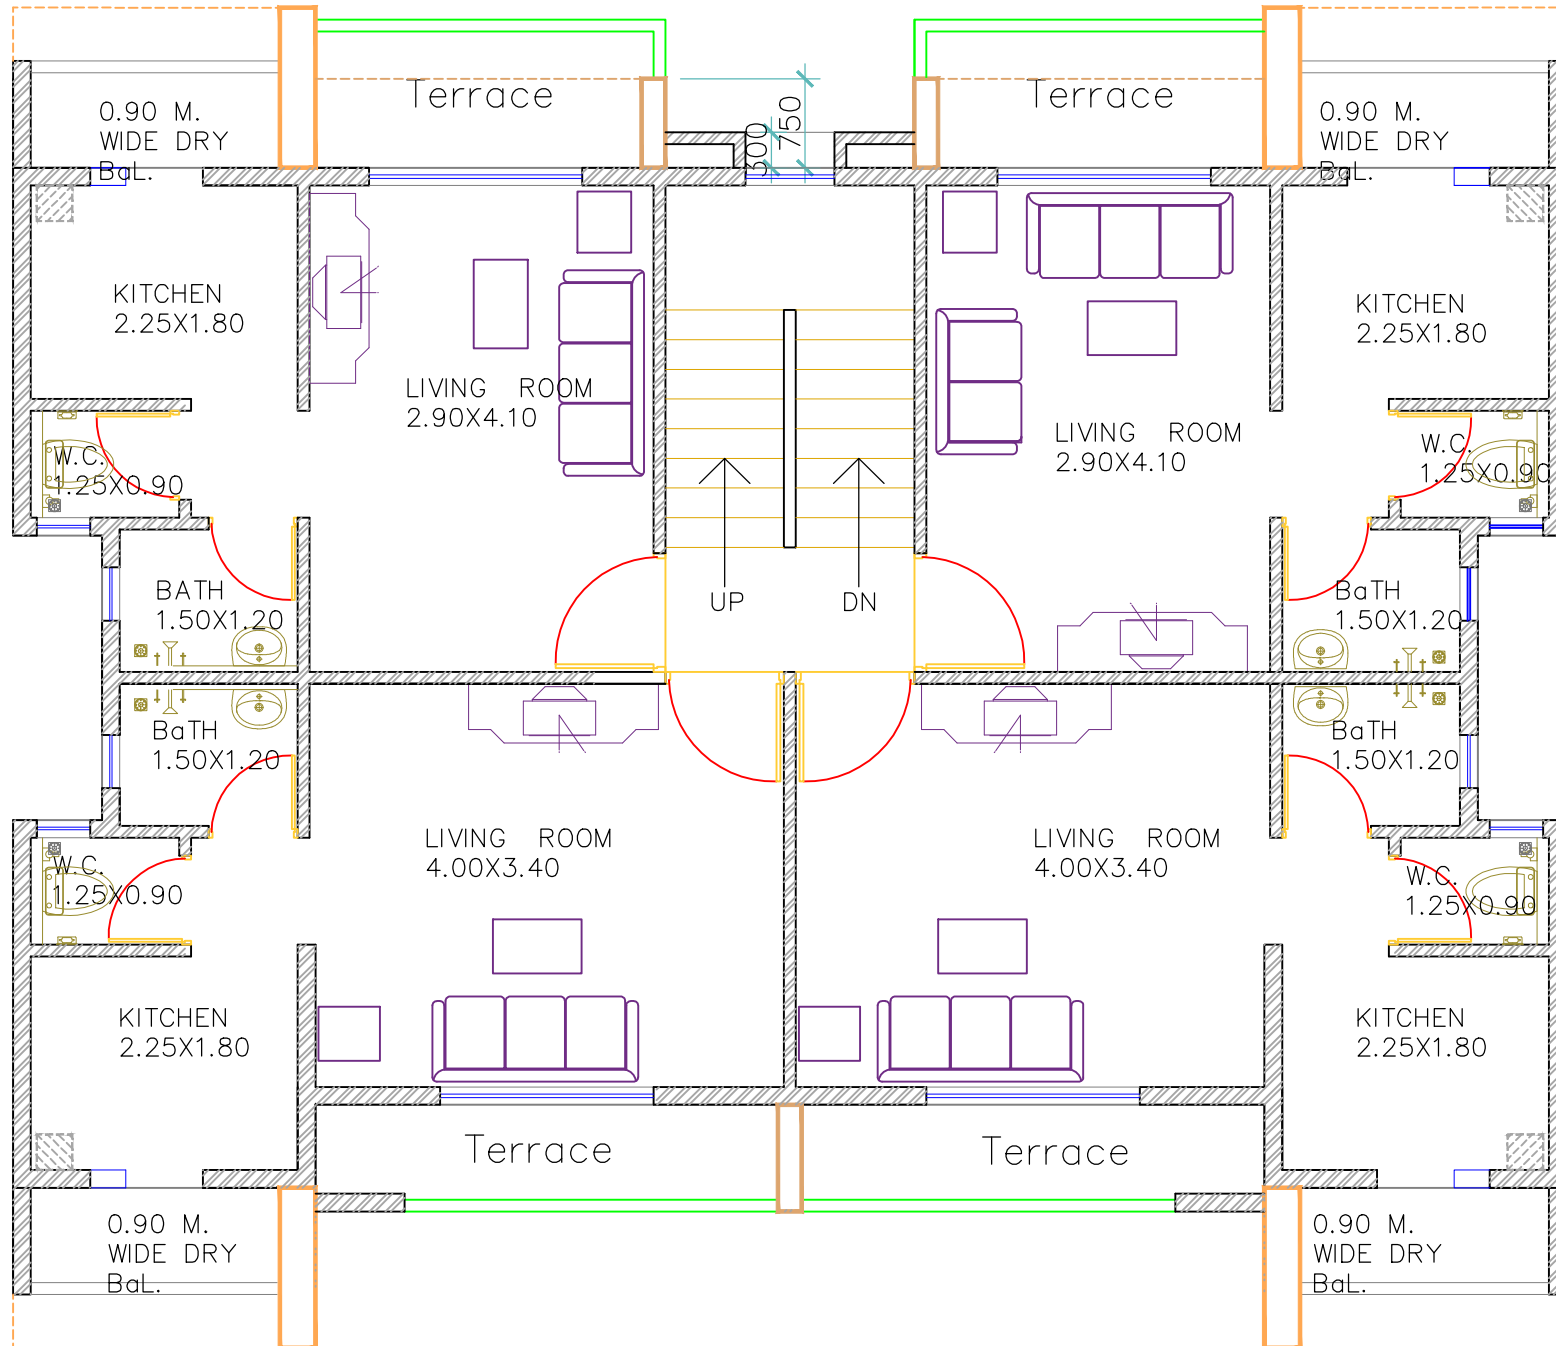 Terrace
Terrace
0.90 M.
WIDE DRY
BaL.
300
750
0.90 M.
WIDE DRY
BaL.
KITCHEN
2.25X1.80
LIVING ROOM
2.90X4.10
LIVING ROOM
2.90X4.10
KITCHEN
2.25X1.80
W.C.
1.25X0.90
W.C.
1.25X0.90
BATH
1.50X1.20
UP
DN
BaTH
1.50X1.20
BaTH
1.50X1.20
BaTH
1.50X1.20
W.C.
1.25X0.90
LIVING ROOM
4.00X3.40
LIVING ROOM
4.00X3.40
W.C.
1.25X0.90
KITCHEN
2.25X1.80
KITCHEN
2.25X1.80
Terrace
Terrace
0.90 M.
WIDE DRY
BaL.
0.90 M.
WIDE DRY
BaL.